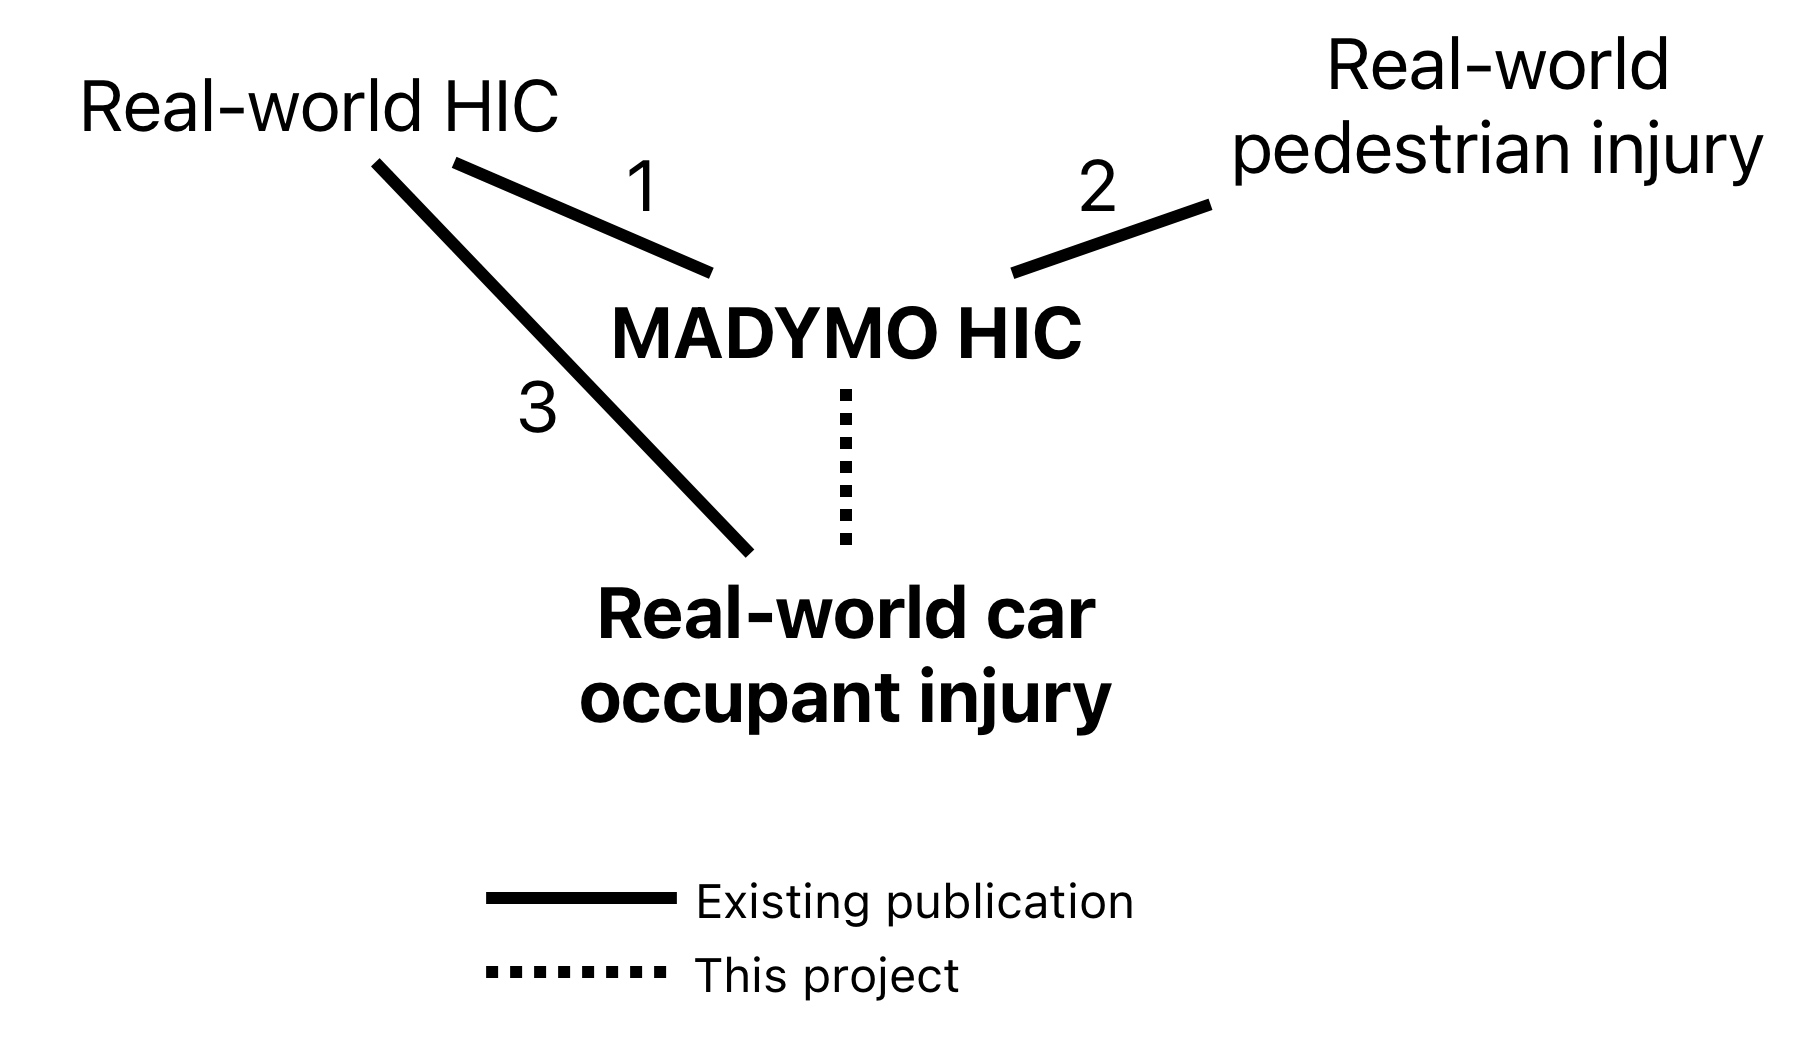 Real-world HIC
Real-world
pedestrian injury
1
2
MADYMO HIC
3
Real-world car
occupant injury
Existing publication
This project